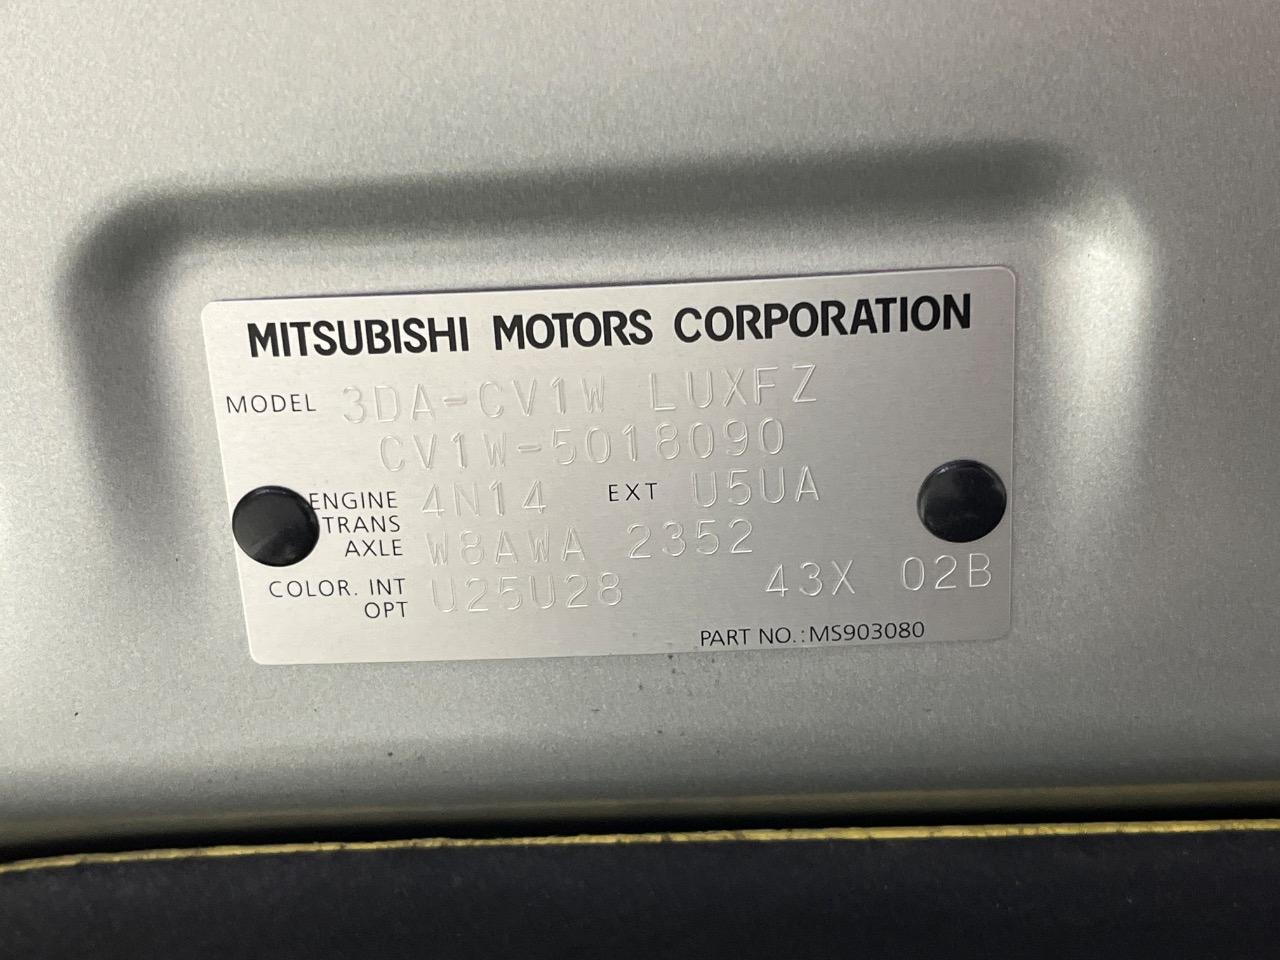 MITSUBISHI MOTORS CORPORATION
MODEL 3DA-CV1W LUXFZ
CV1W-5018090
ENGINE 4N14 EXT U5UA
TRANS
AXLE W8AWA 2352
COLOR. INT U25U28 43X 02B
OPT
PART NO.:MS903080